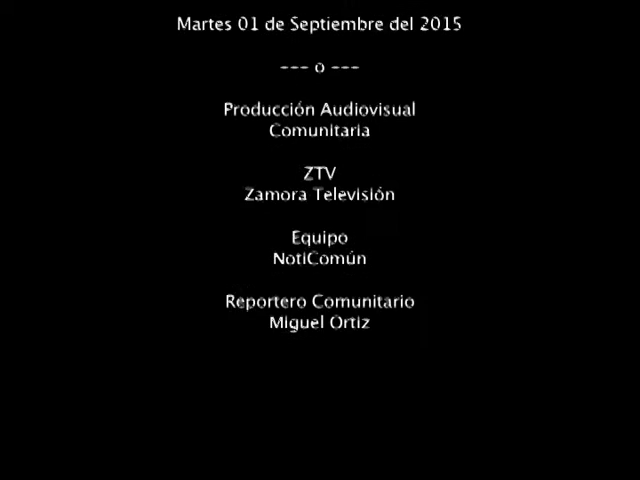 Martes 01 de Septiembre del 2015
--- o ---
Producción Audiovisual
Comunitaria
ZTV
Zamora Televisión
Equipo
NotiComún
Reportero Comunitario
Miguel Ortiz